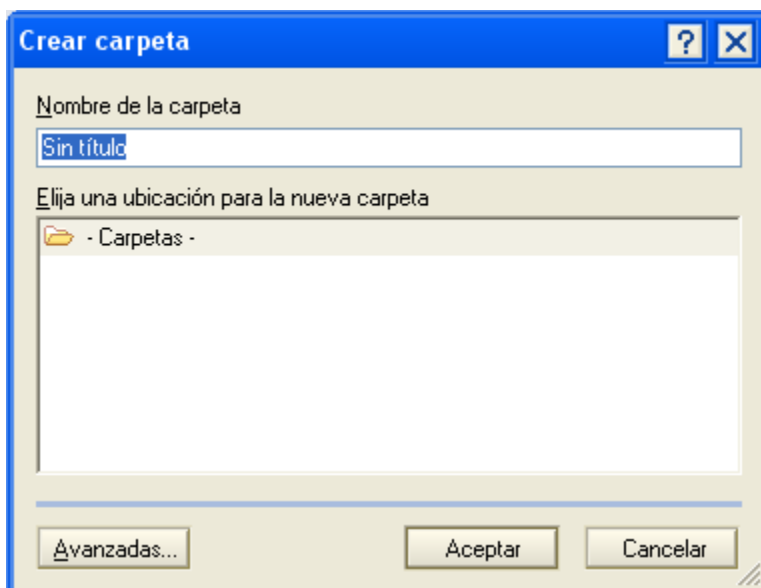 Crear carpeta
Nombre de la carpeta
Sin título
Elija una ubicación para la nueva carpeta
- Carpetas -
Avanzadas... Aceptar Cancelar